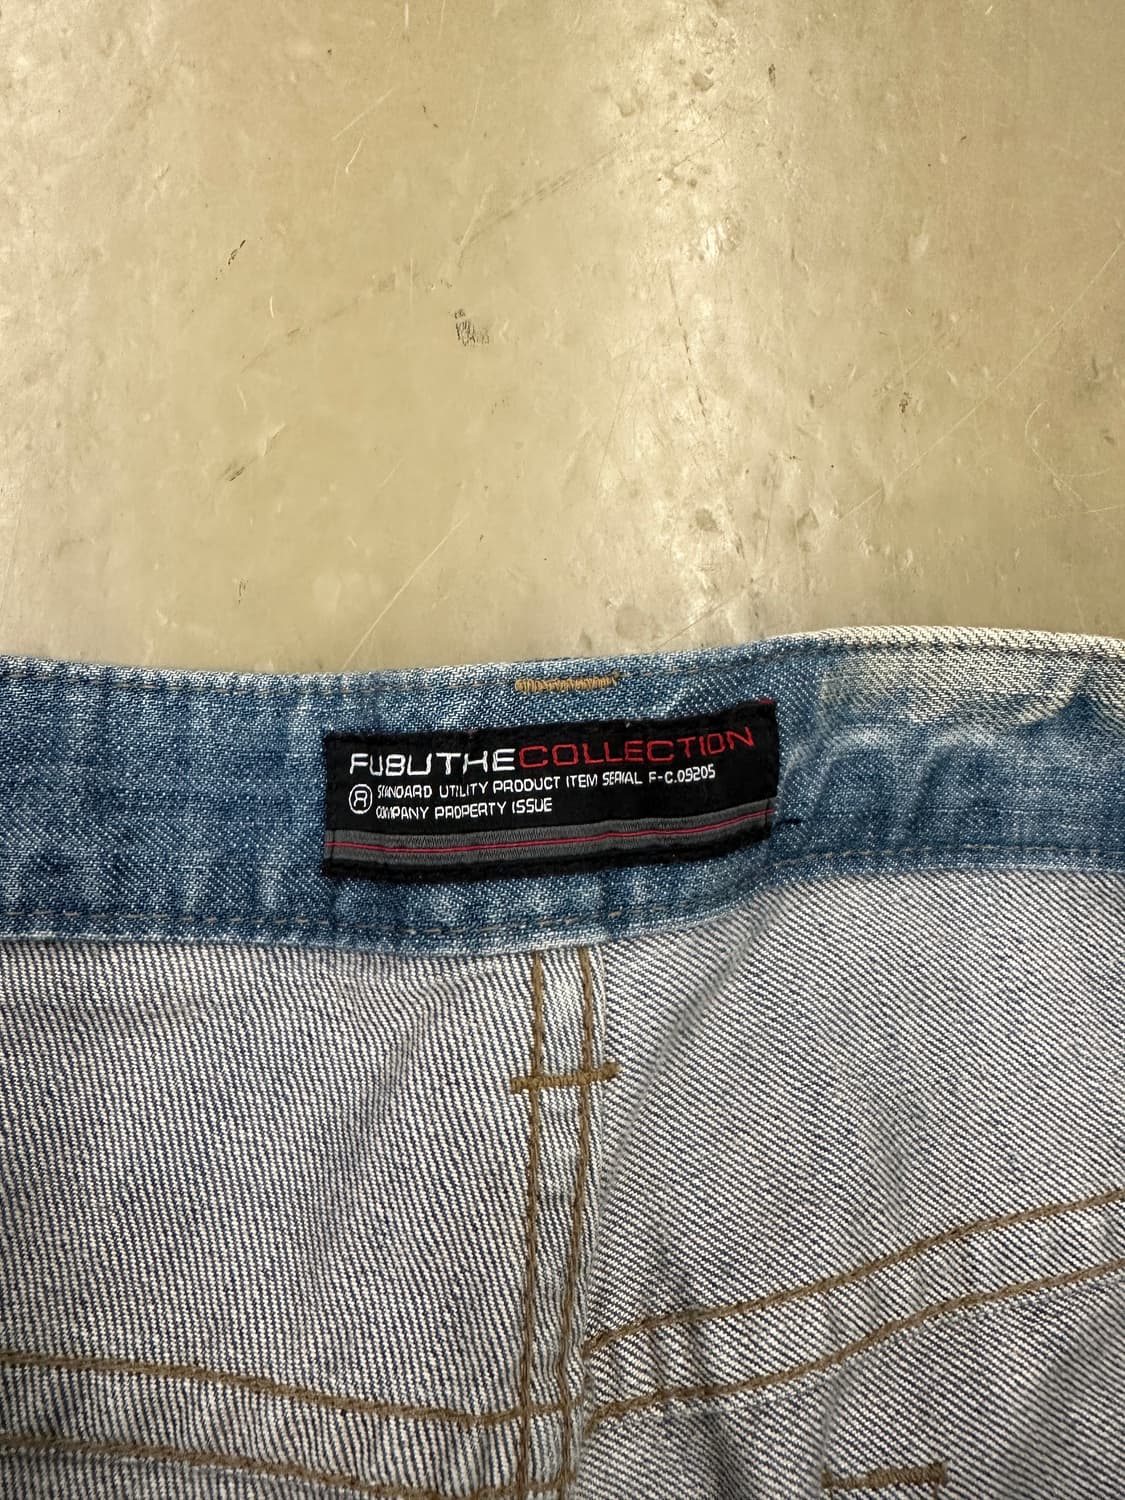 FUBUTHECOLLECTION
STANDARD UTILITY PRODUCT ITEM SERIAL F-C.09205
® COMPANY PROPERTY ISSUE